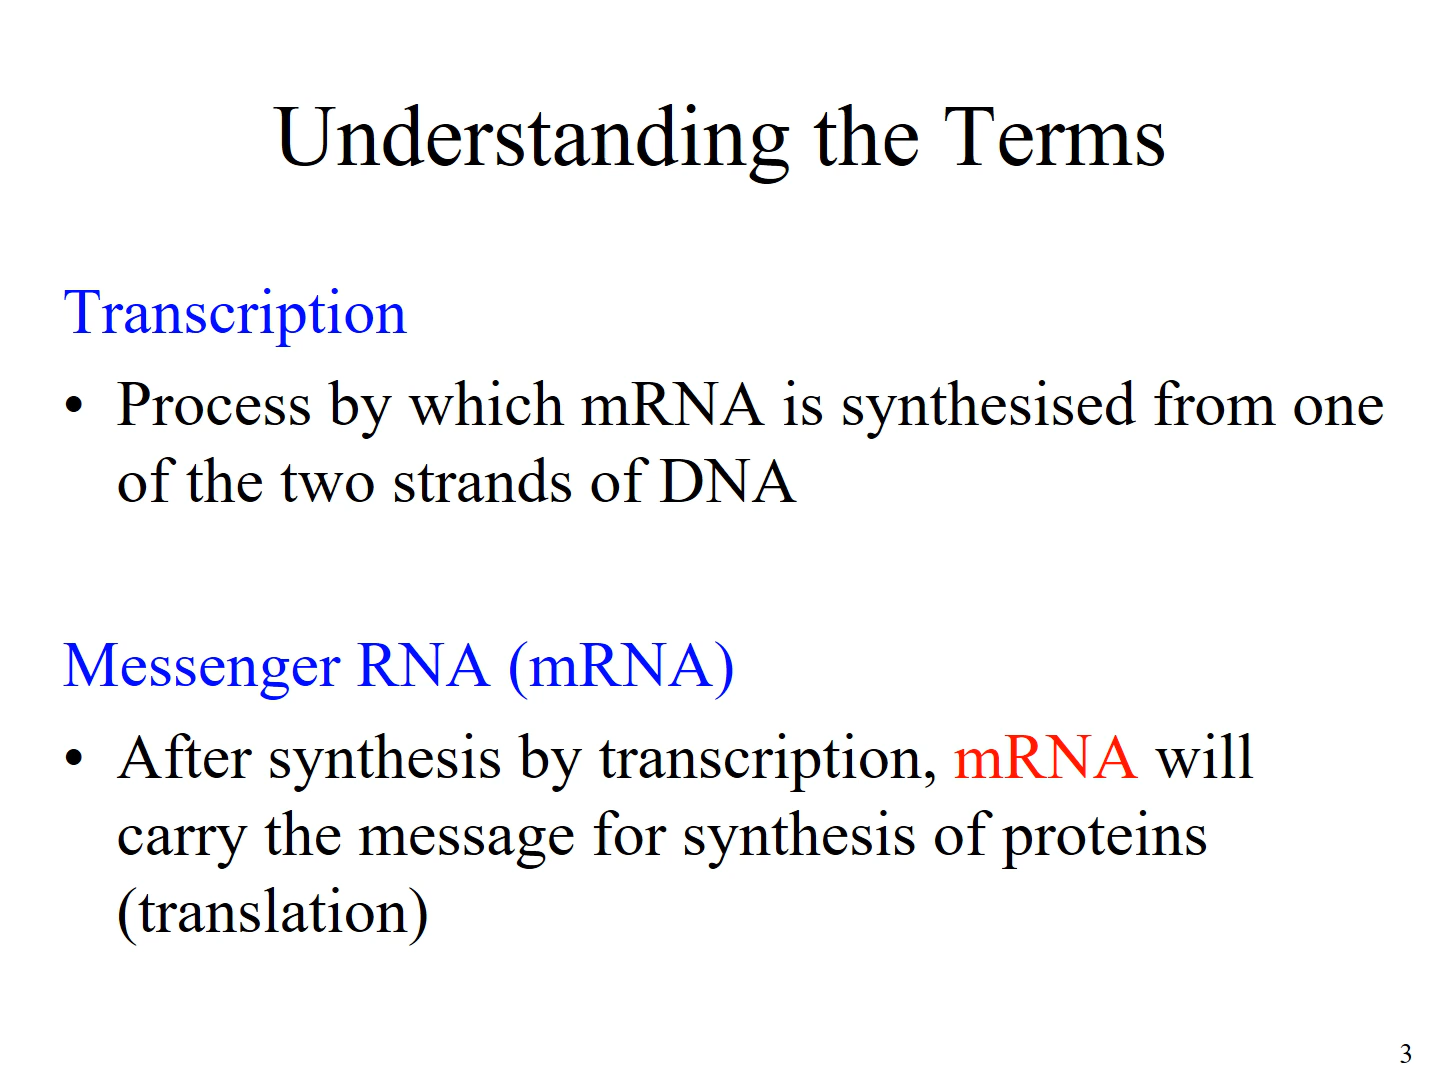 Understanding the Terms
Transcription
• Process by which mRNA is synthesised from one
of the two strands of DNA
Messenger RNA (mRNA)
• After synthesis by transcription, mRNA will
carry the message for synthesis of proteins
(translation)
3